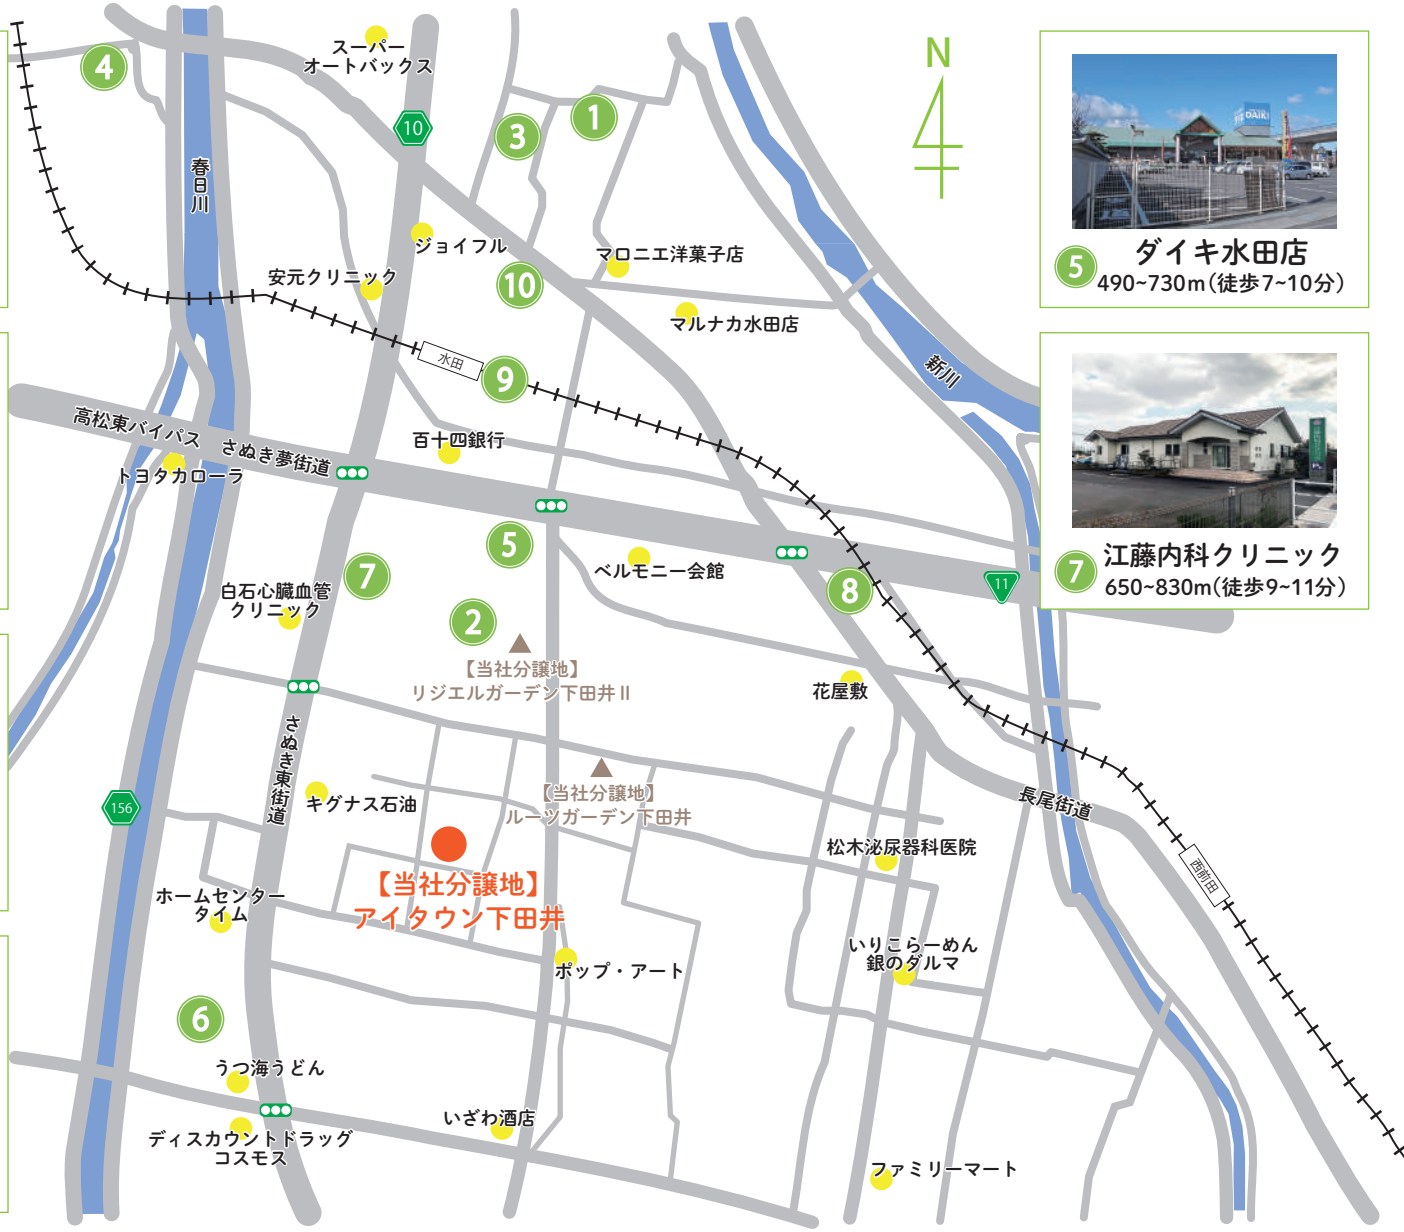 スーパー
オートバックス
4
10
3
1
N
DAIKI
春日川
ジョイフル
マロニエ洋菓子店
5
ダイキ水田店
490~730m(徒歩7~10分)
安元クリニック
10
マルナカ水田店
水田
9
新川
高松東バイパス
さぬき夢街道
百十四銀行
トヨタカローラ
5
ベルモニー会館
7
江藤内科クリニック
650~830m(徒歩9~11分)
7
白石心臓血管
クリニック
2
8
11
【当社分譲地】
リジエルガーデン下田井Ⅱ
花屋敷
さぬき東街道
156
キグナス石油
【当社分譲地】
ルーツガーデン下田井
長尾街道
松木泌尿器科医院
西前田
【当社分譲地】
アイタウン下田井
ホームセンター
タイム
ポップ・アート
いりこらーめん
銀のダルマ
6
うつ海うどん
いざわ酒店
ディスカウントドラッグ
コスモス
ファミリーマート